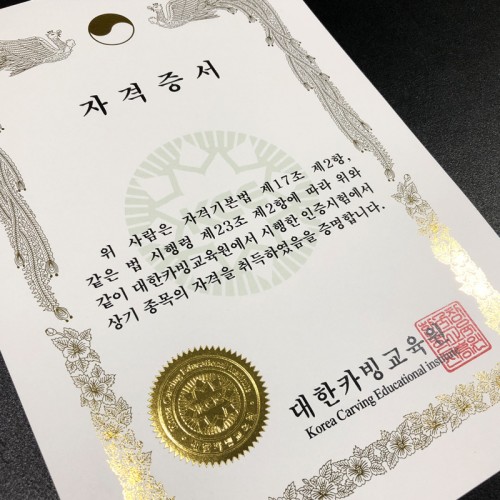 자격증서
위 사람은 자격기본법 제17조 제2항,
같은 법 시행령 제23조 제2항에 따라 위와
같이 대한카빙교육원에서 시행한 인증시험에서
상기 종목의 자격을 취득하였음을 증명합니다.
대한카빙교육원
Korea Carving Educational institute